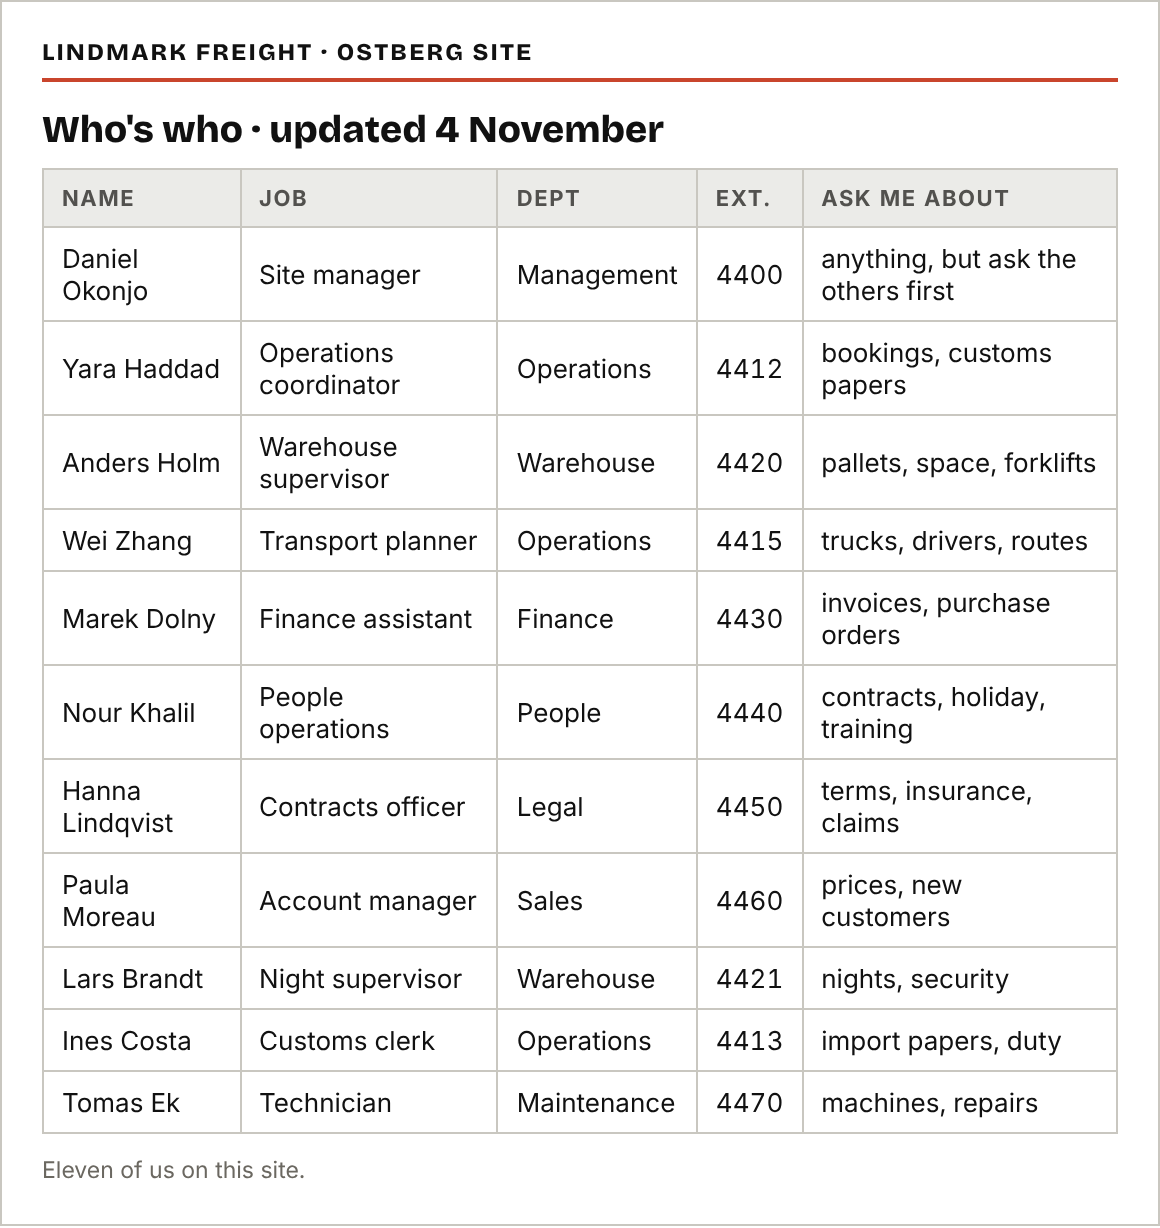 LINDMARK FREIGHT · OSTBERG SITE
Who's who · updated 4 November
NAME JOB DEPT EXT. ASK ME ABOUT
Daniel Okonjo Site manager Management 4400 anything, but ask the others first
Yara Haddad Operations coordinator Operations 4412 bookings, customs papers
Anders Holm Warehouse supervisor Warehouse 4420 pallets, space, forklifts
Wei Zhang Transport planner Operations 4415 trucks, drivers, routes
Marek Dolny Finance assistant Finance 4430 invoices, purchase orders
Nour Khalil People operations People 4440 contracts, holiday, training
Hanna Lindqvist Contracts officer Legal 4450 terms, insurance, claims
Paula Moreau Account manager Sales 4460 prices, new customers
Lars Brandt Night supervisor Warehouse 4421 nights, security
Ines Costa Customs clerk Operations 4413 import papers, duty
Tomas Ek Technician Maintenance 4470 machines, repairs
Eleven of us on this site.